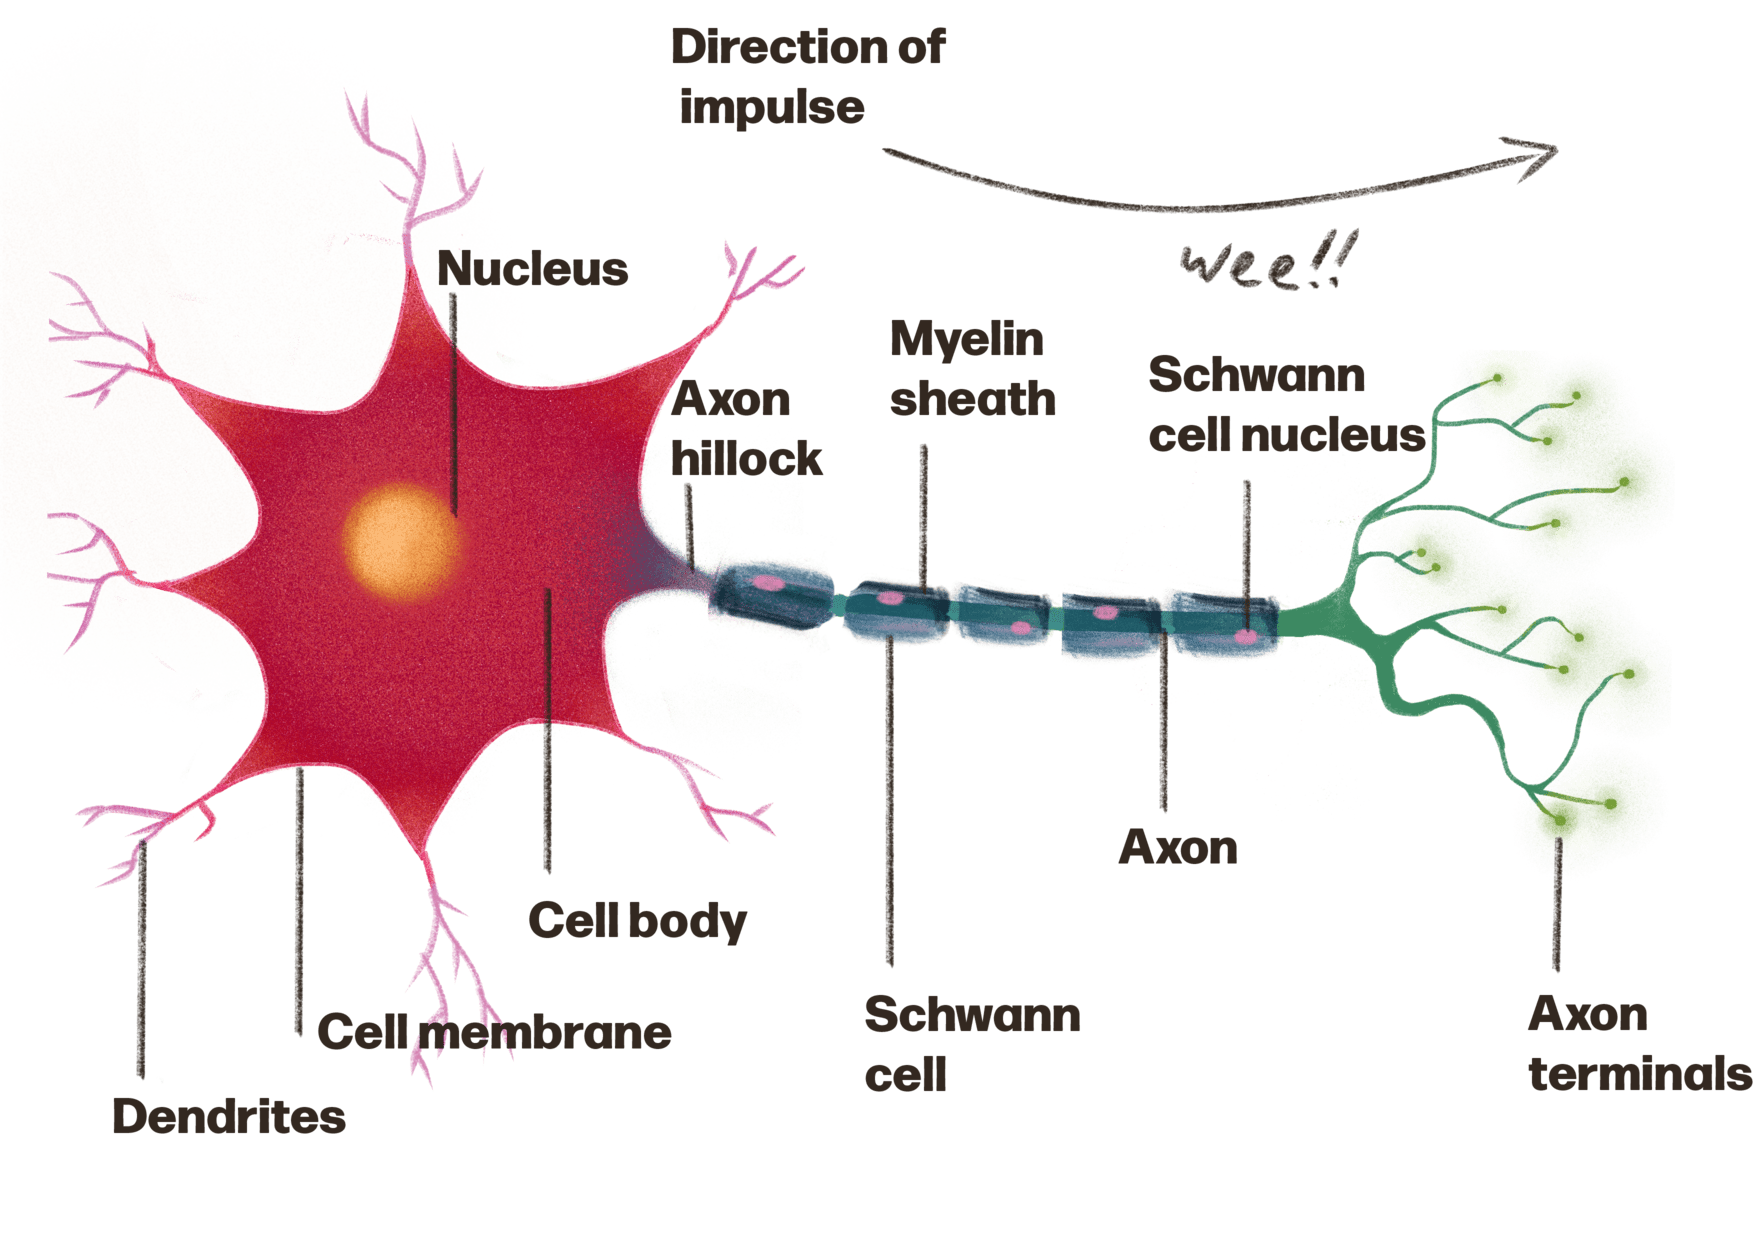 Direction of
impulse
wee!!
Nucleus
Myelin
sheath
Schwann
cell nucleus
Axon
hillock
Axon
Cell body
Schwann
cell
Axon
terminals
Cell membrane
Dendrites